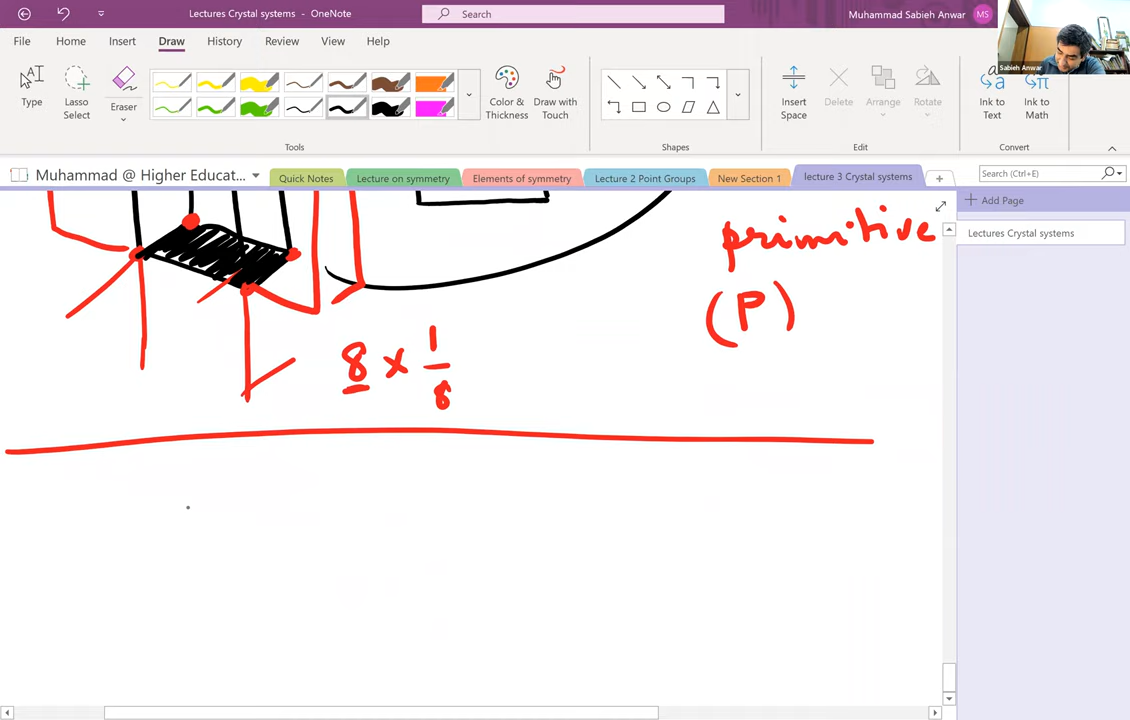 Lectures Crystal systems - OneNote
Search
Muhammad Sabieh Anwar
MS
File Home Insert Draw History Review View Help
Sabieh Anwar
Type
Lasso Select
Eraser
Color & Thickness
Draw with Touch
Insert Space
Delete
Arrange
Rotate
Ink to Text
Ink to Math
Tools
Shapes
Edit
Convert
Muhammad @ Higher Educat...
Quick Notes
Lecture on symmetry
Elements of symmetry
Lecture 2 Point Groups
New Section 1
lecture 3 Crystal systems
Search (Ctrl+E)
Add Page
Lectures Crystal systems
primitive
(P)
8 x 1/8